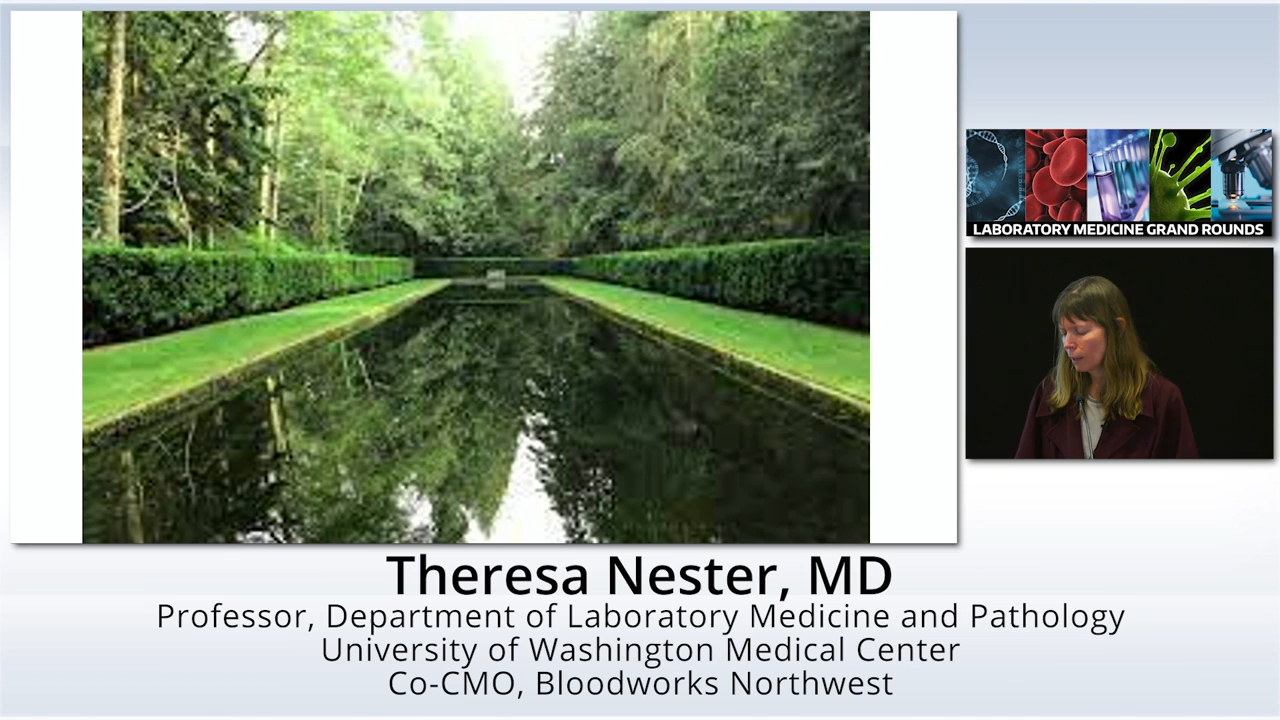 LABORATORY MEDICINE GRAND ROUNDS
Theresa Nester, MD
Professor, Department of Laboratory Medicine and Pathology
University of Washington Medical Center
Co-CMO, Bloodworks Northwest